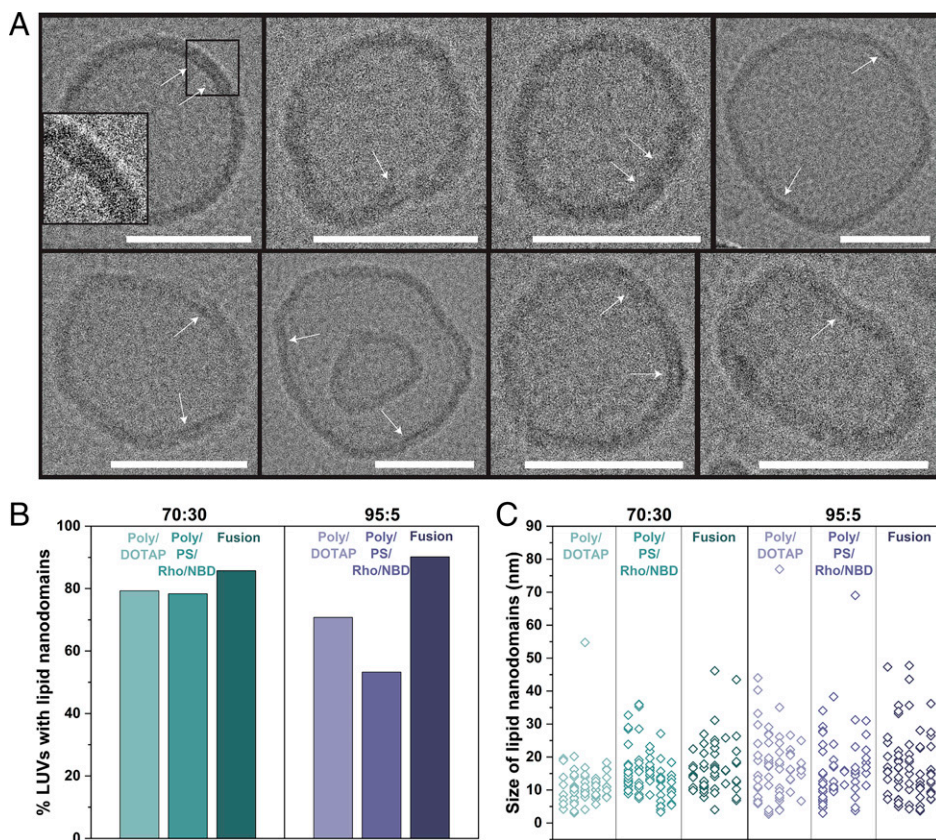 A
B
70:30
95:5
100
80
60
40
20
0
% LUVs with lipid nanodomains
Poly/
DOTAP
Poly/
PS/
Rho/NBD
Fusion
Poly/
DOTAP
Poly/
PS/
Rho/NBD
Fusion
C
70:30
95:5
90
80
70
60
50
40
30
20
10
0
Size of lipid nanodomains (nm)
Poly/
DOTAP
Poly/
PS/
Rho/NBD
Fusion
Poly/
DOTAP
Poly/
PS/
Rho/NBD
Fusion